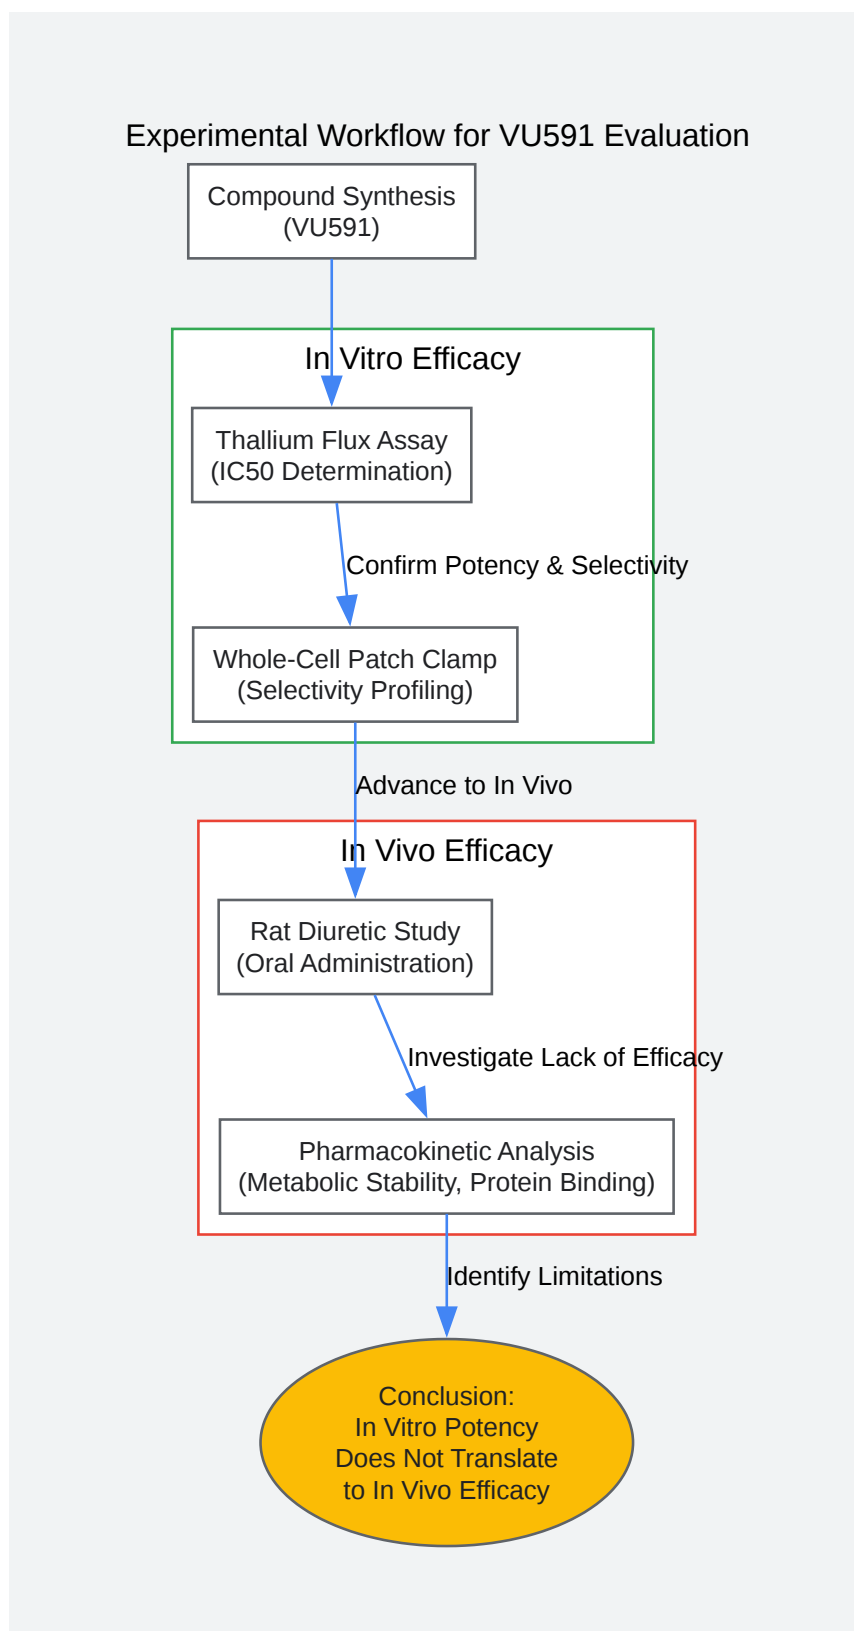 Experimental Workflow for VU591 Evaluation
Compound Synthesis
(VU591)
In Vitro Efficacy
Thallium Flux Assay
(IC50 Determination)
Confirm Potency & Selectivity
Whole-Cell Patch Clamp
(Selectivity Profiling)
Advance to In Vivo
In Vivo Efficacy
Rat Diuretic Study
(Oral Administration)
Investigate Lack of Efficacy
Pharmacokinetic Analysis
(Metabolic Stability, Protein Binding)
Identify Limitations
Conclusion:
In Vitro Potency
Does Not Translate
to In Vivo Efficacy